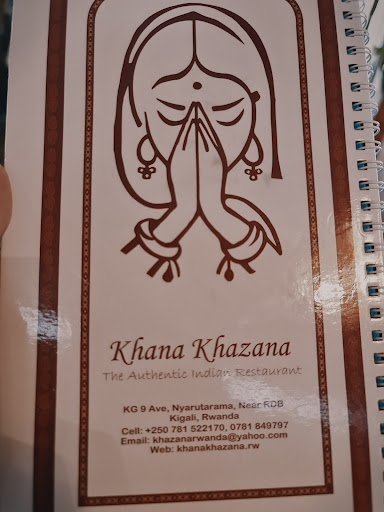 Khana Khazana
The Authentic Indian Restaurant
KG 9 Ave, Nyarutarama, Near RDB
Kigali, Rwanda
Cell: +250 781 522170, 0781 849797
Email: khazanarwanda@yahoo.com
Web: khanakhazana.rw